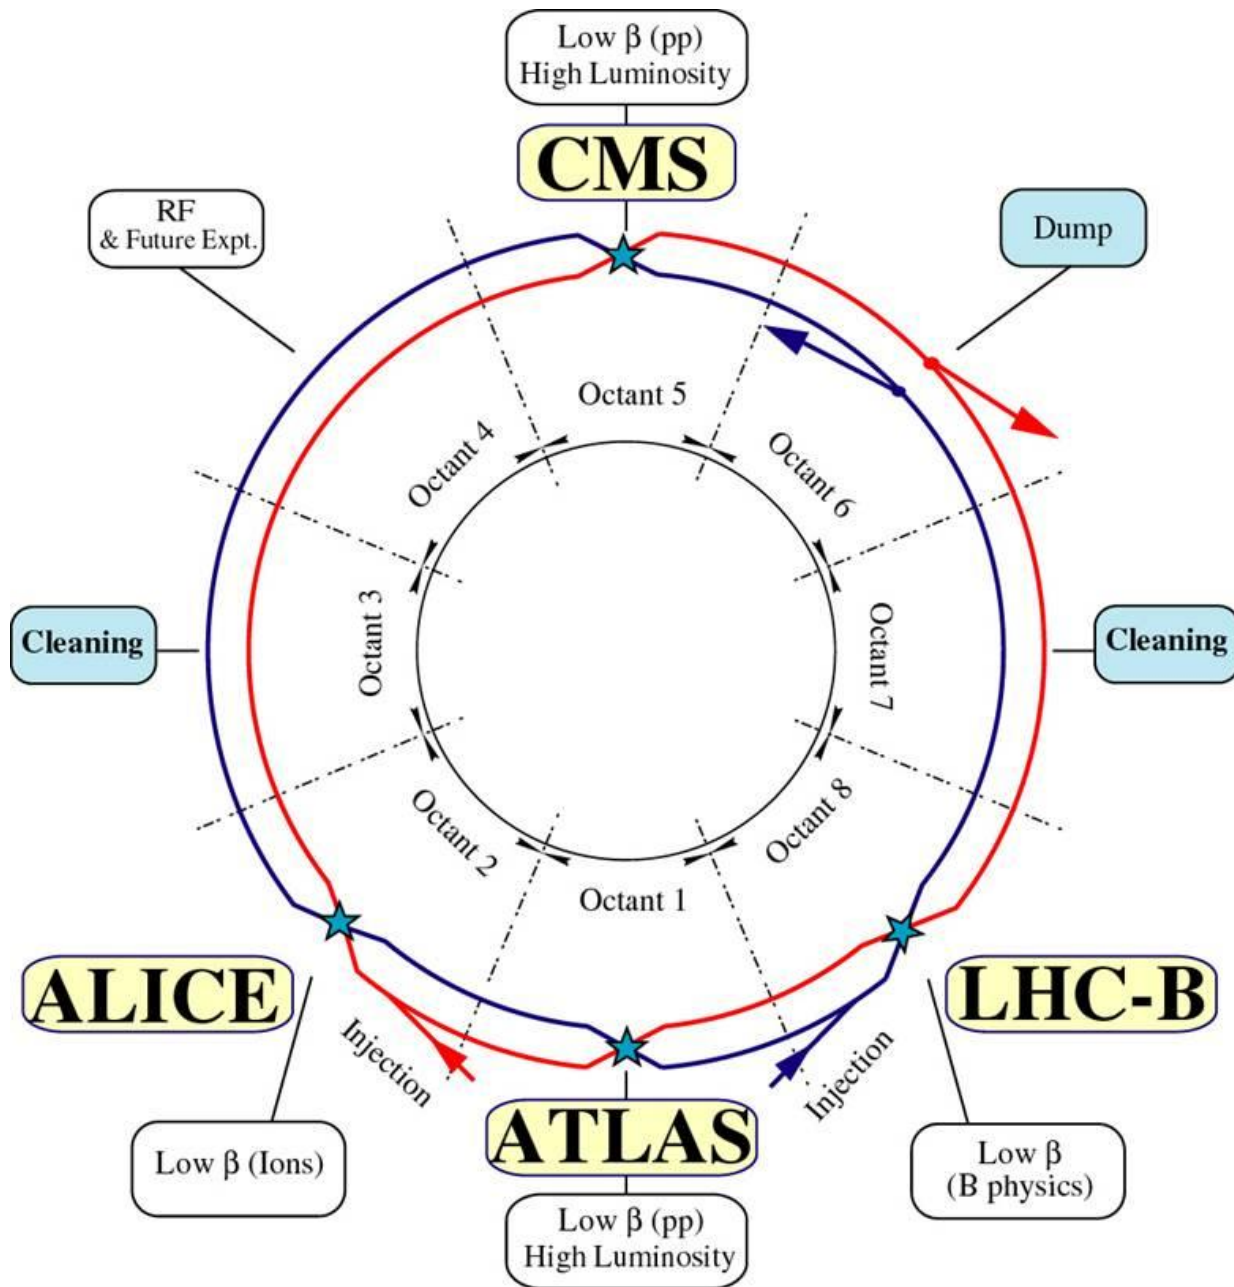 Low β (pp)
High Luminosity
CMS
RF
& Future Expt.
Dump
Octant 5
Octant 4
Octant 6
Cleaning
Octant 3
Octant 7
Cleaning
Octant 2
Octant 8
Octant 1
ALICE
LHC-B
Injection
Injection
ATLAS
Low β (Ions)
Low β
(B physics)
Low β (pp)
High Luminosity